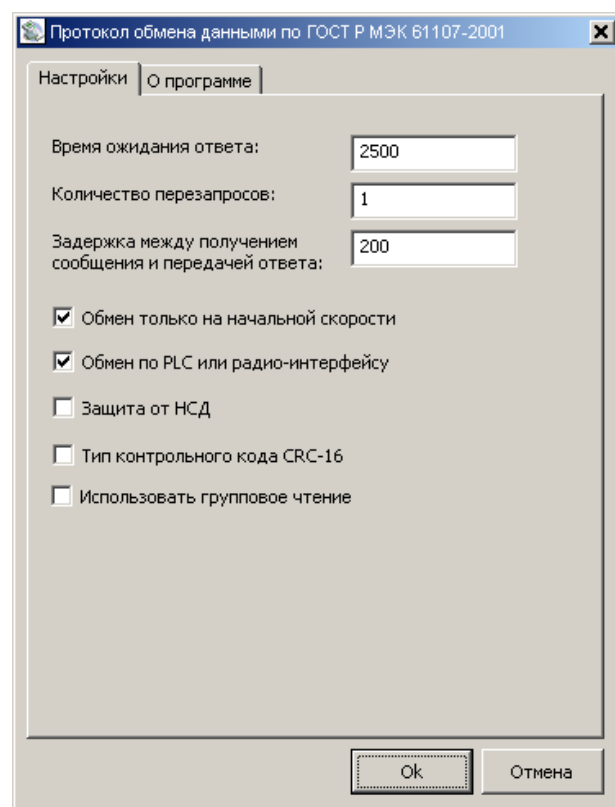 Протокол обмена данными по ГОСТ Р МЭК 61107-2001
Настройки
О программе
Время ожидания ответа:
2500
Количество перезапросов:
1
Задержка между получением
сообщения и передачей ответа:
200
Обмен только на начальной скорости
Обмен по PLC или радио-интерфейсу
Защита от НСД
Тип контрольного кода CRC-16
Использовать групповое чтение
Ok
Отмена